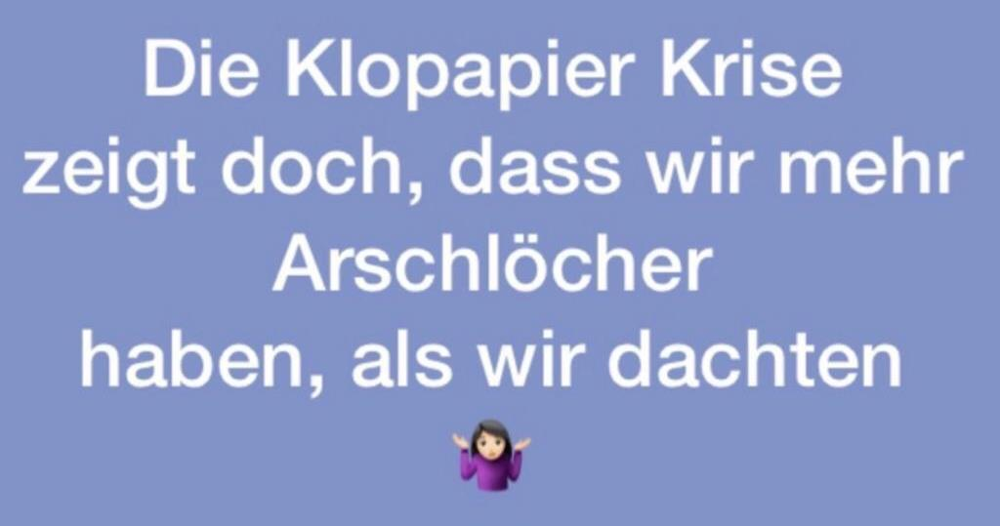 Die Klopapier Krise
zeigt doch, dass wir mehr
Arschlöcher
haben, als wir dachten